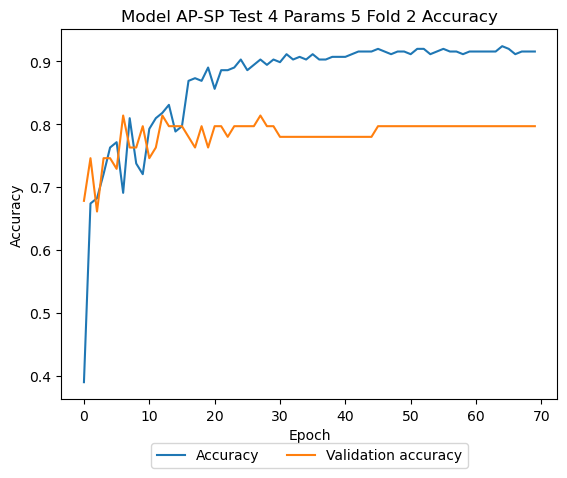 Model AP-SP Test 4 Params 5 Fold 2 Accuracy
Accuracy
0.9
0.8
0.7
0.6
0.5
0.4
0 10 20 30 40 50 60 70
Epoch
Accuracy Validation accuracy